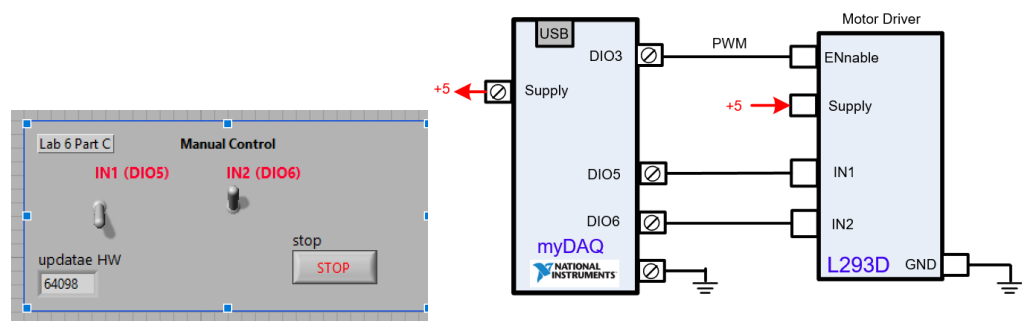 Lab 6 Part C
Manual Control
IN1 (DIO5)
IN2 (DIO6)
updatae HW
64098
stop
STOP
USB
DIO3
+5
Supply
DIO5
DIO6
myDAQ
NATIONAL
INSTRUMENTS
PWM
Motor Driver
ENnable
+5
Supply
IN1
IN2
L293D
GND